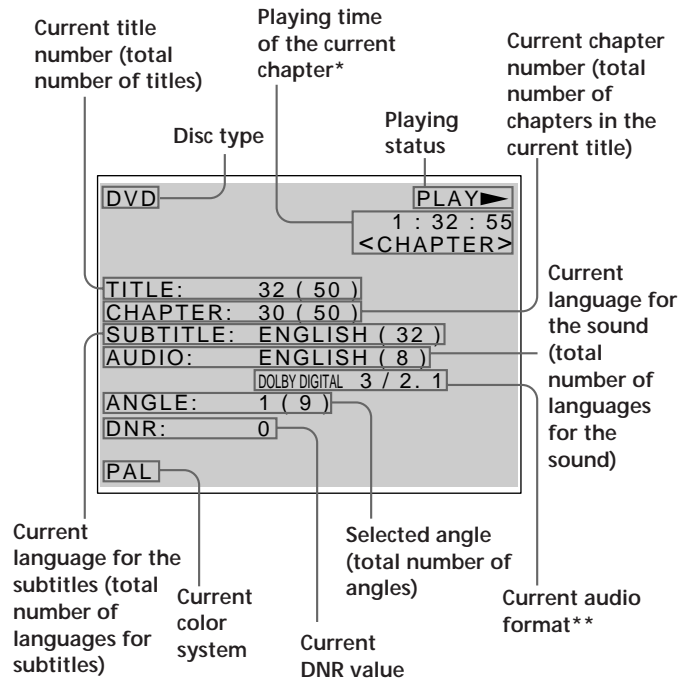 Current title
number (total
number of titles)
Playing time
of the current
chapter*
Current chapter
number (total
number of
chapters in the
current title)
Disc type
Playing
status
DVD
PLAY►
1 : 32 : 55
<CHAPTER>
TITLE: 32 ( 50 )
CHAPTER: 30 ( 50 )
SUBTITLE: ENGLISH ( 32 )
AUDIO: ENGLISH ( 8 )
DOLBY DIGITAL 3 / 2. 1
ANGLE: 1 ( 9 )
DNR: 0
PAL
Current
language for
the sound
(total
number of
languages
for the
sound)
Current
language for the
subtitles (total
number of
languages for
subtitles)
Current
color
system
Current
DNR value
Selected angle
(total number of
angles)
Current audio
format**